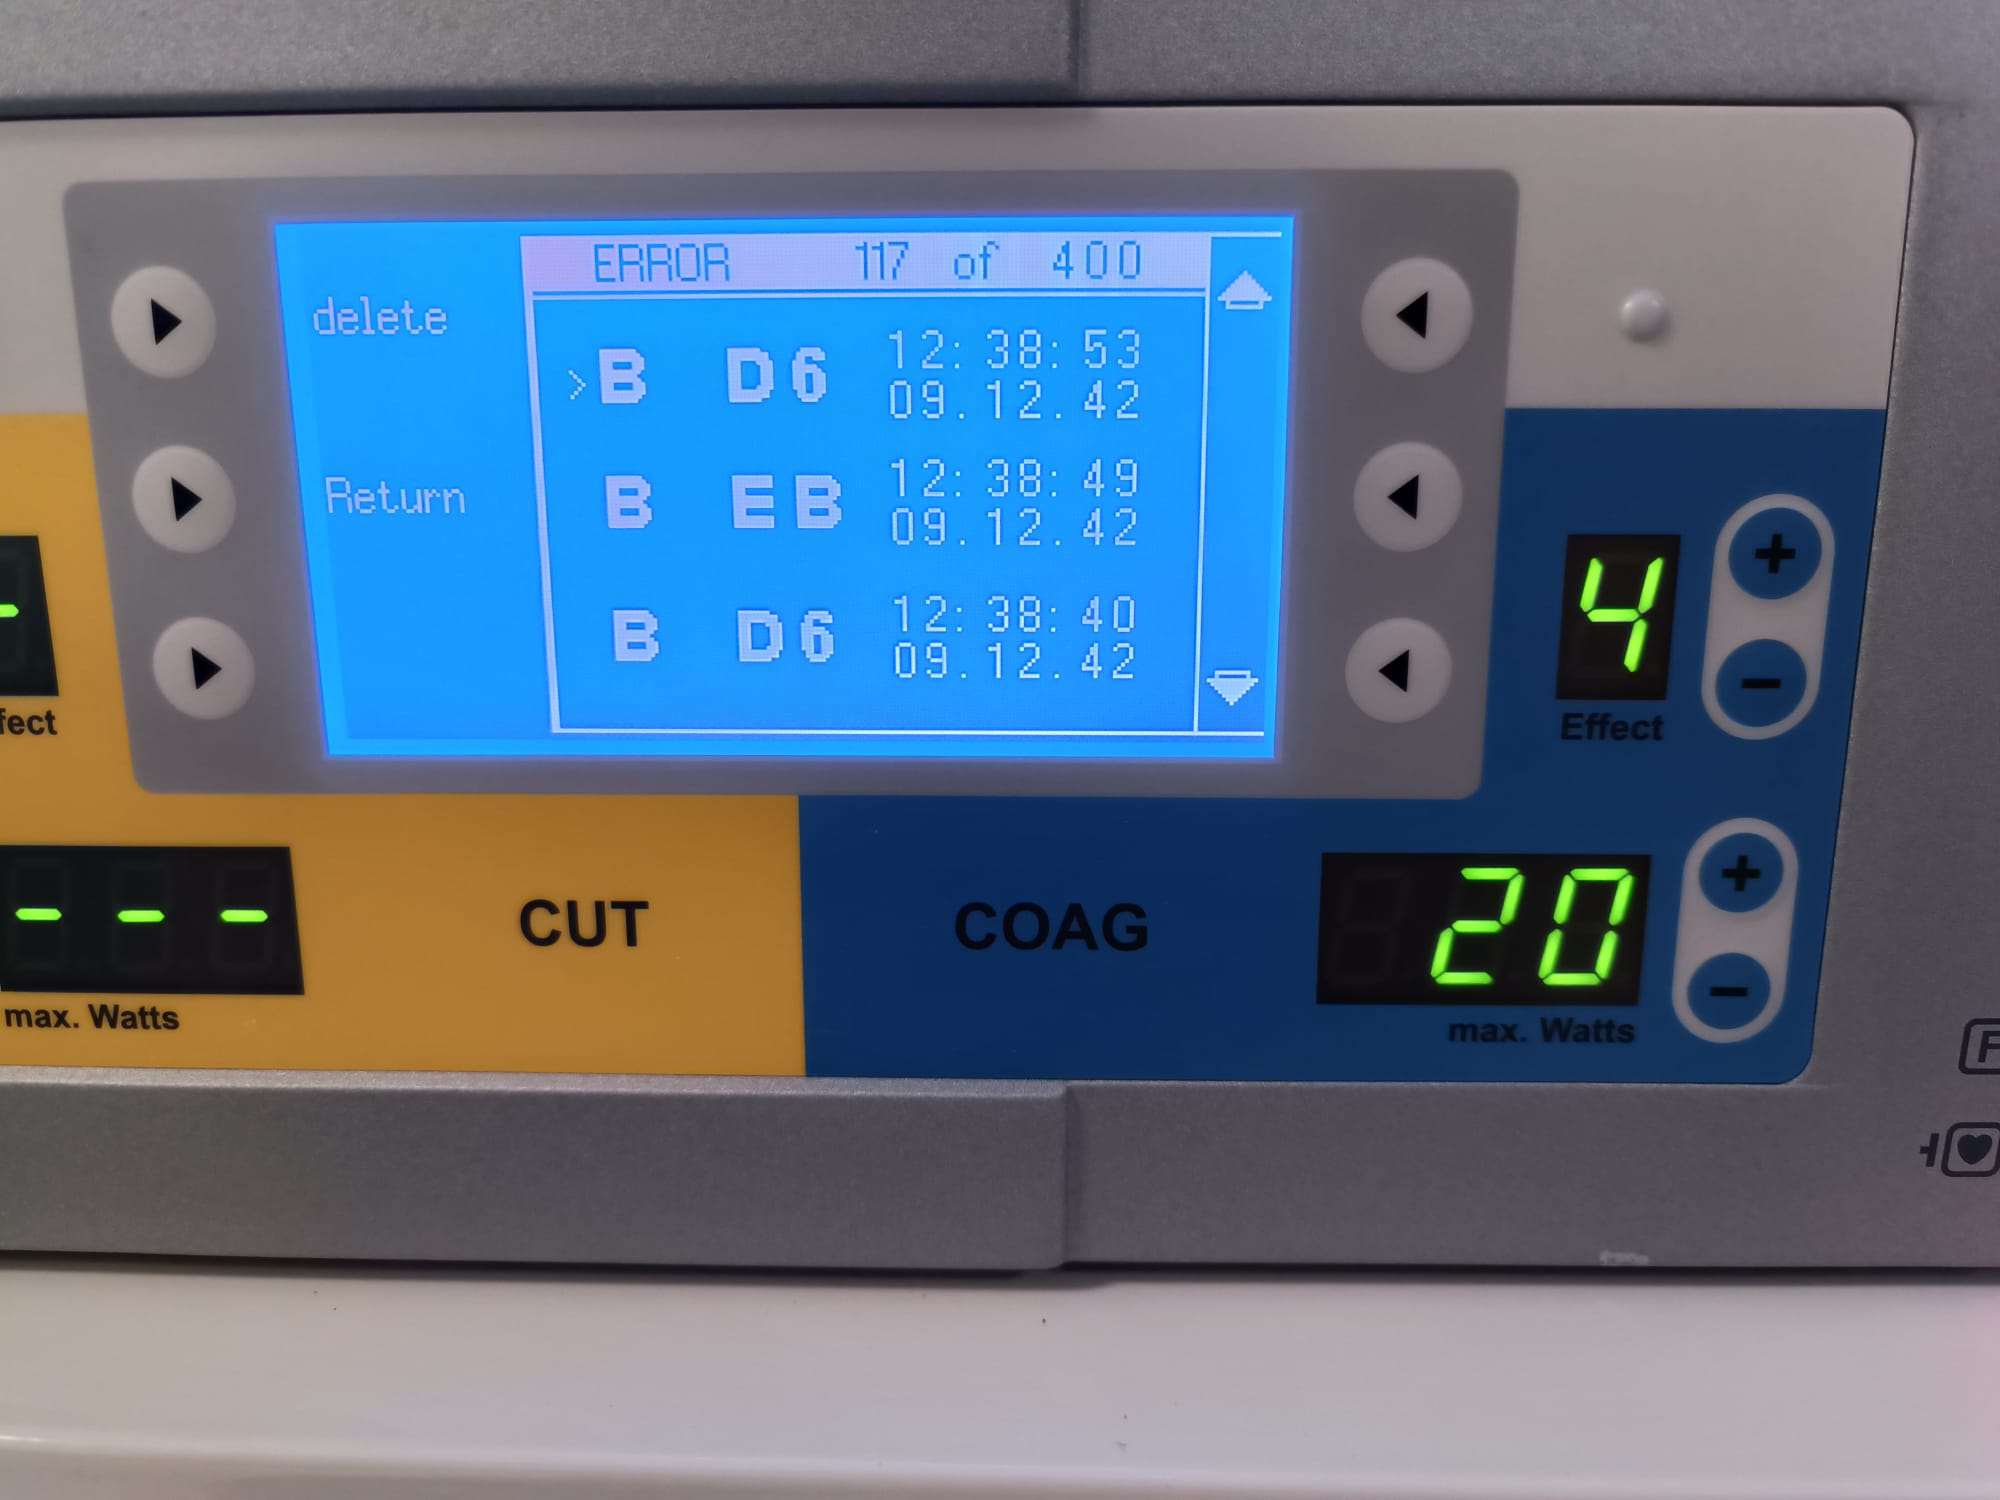 ERROR 117 of 400
delete
>B D6 12:38:53
09.12.42
Return
B EB 12:38:49
09.12.42
B D6 12:38:40
09.12.42
4
Effect
fect
- - -
CUT
COAG
20
max. Watts
max. Watts
F